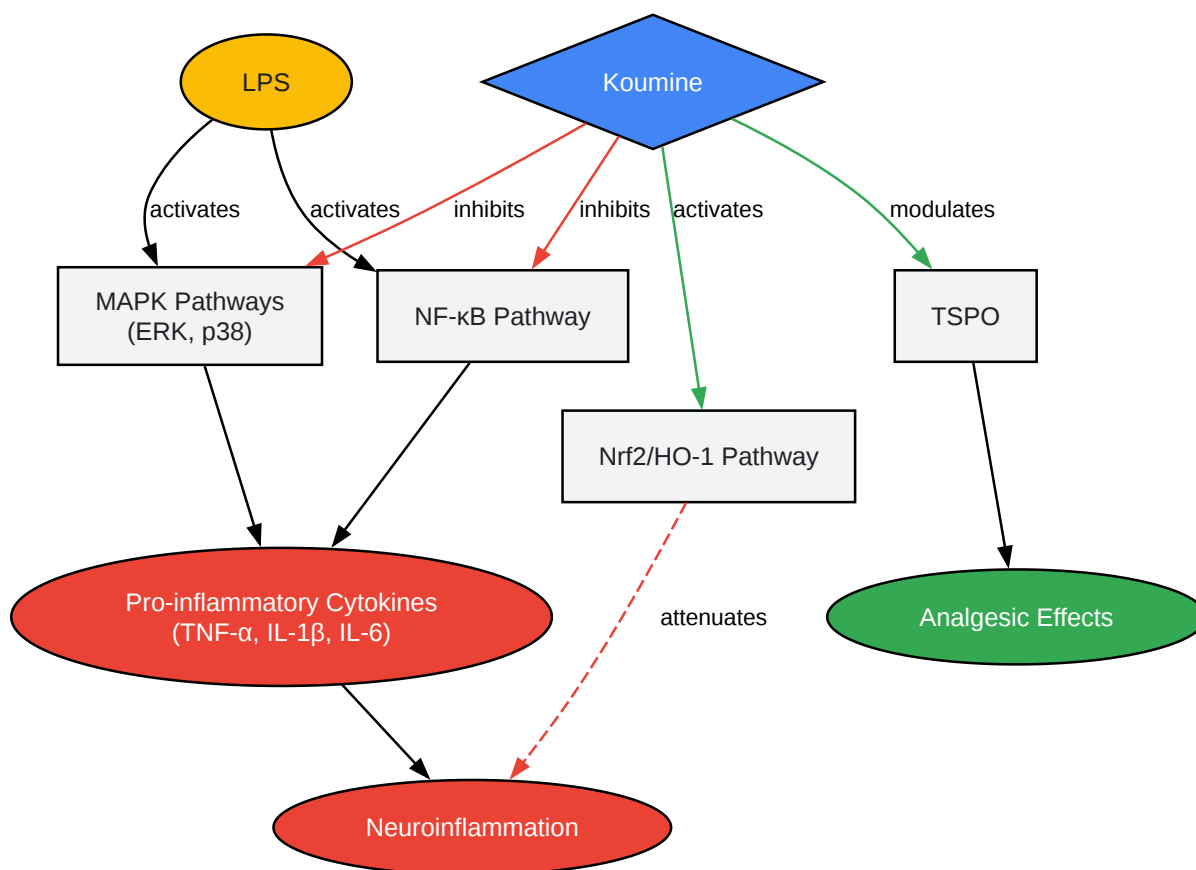 LPS
Koumine
activates
activates
inhibits
inhibits
activates
modulates
MAPK Pathways
(ERK, p38)
NF-κB Pathway
TSPO
Nrf2/HO-1 Pathway
Pro-inflammatory Cytokines
(TNF-α, IL-1β, IL-6)
attenuates
Analgesic Effects
Neuroinflammation